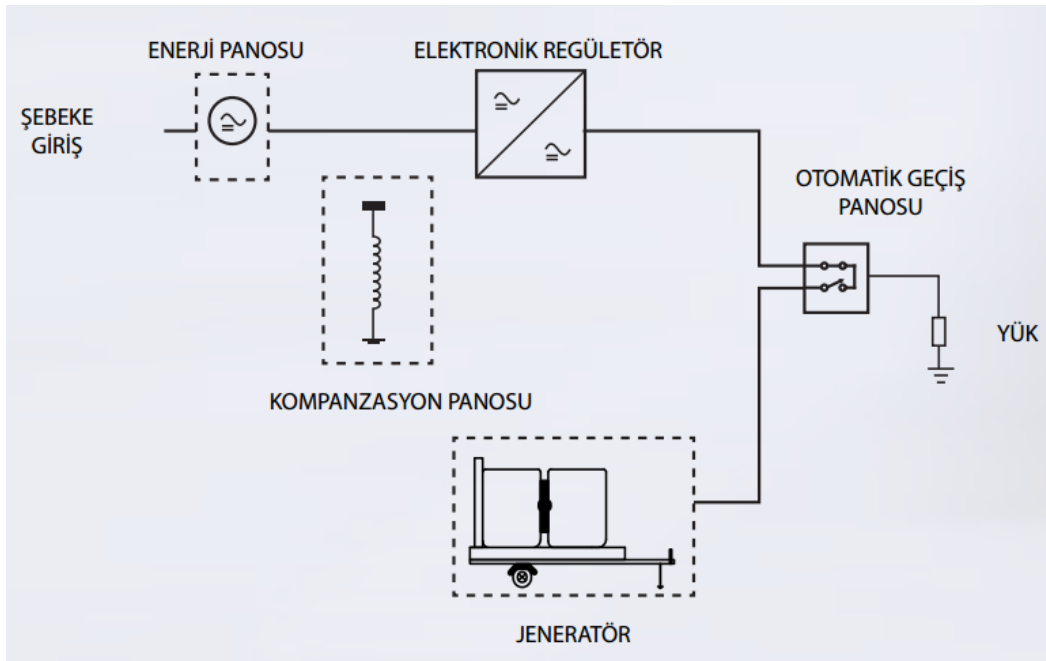 ENERJİ PANOSU
ELEKTRONİK REGÜLETÖR
ŞEBEKE
GİRİŞ
OTOMATİK GEÇİŞ
PANOSU
YÜK
KOMPANZASYON PANOSU
JENERATÖR